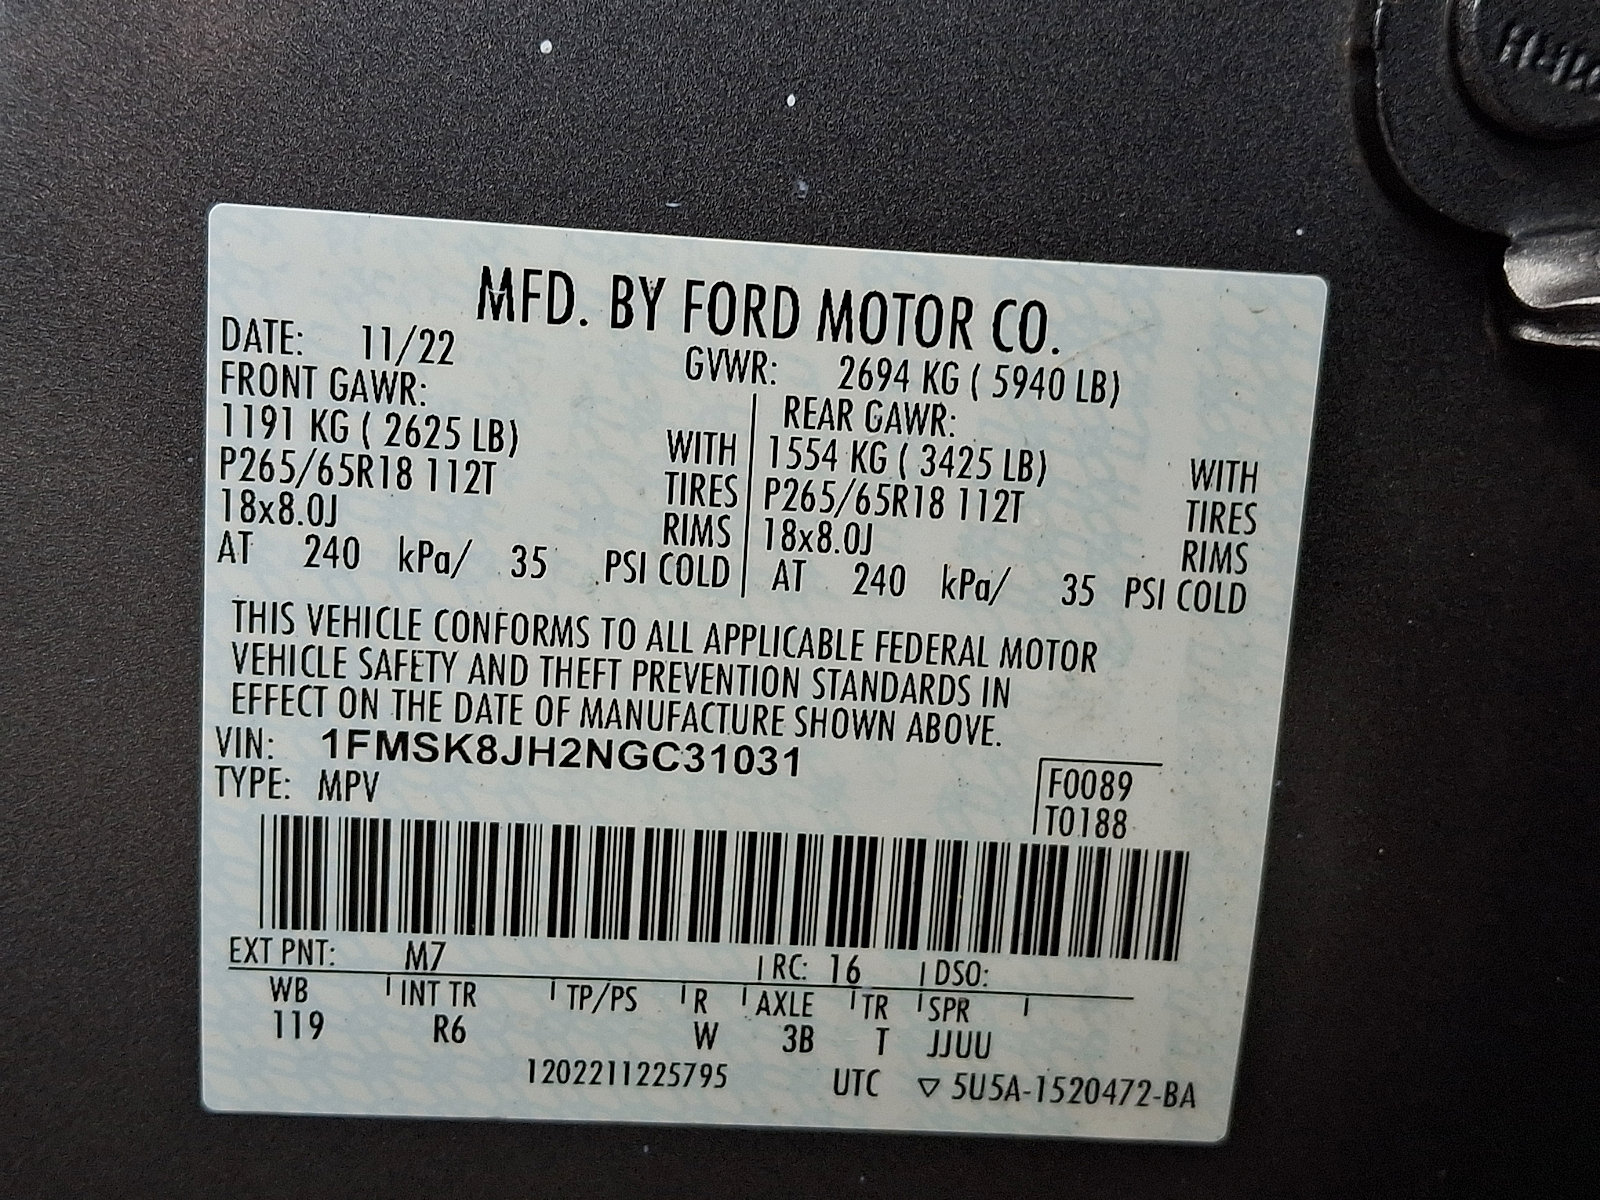 MFD. BY FORD MOTOR CO.
DATE: 11/22 GVWR: 2694 KG ( 5940 LB)
FRONT GAWR: REAR GAWR:
1191 KG ( 2625 LB) WITH 1554 KG ( 3425 LB) WITH
P265/65R18 112T TIRES P265/65R18 112T TIRES
18x8.0J RIMS 18x8.0J RIMS
AT 240 kPa/ 35 PSI COLD AT 240 kPa/ 35 PSI COLD
THIS VEHICLE CONFORMS TO ALL APPLICABLE FEDERAL MOTOR
VEHICLE SAFETY AND THEFT PREVENTION STANDARDS IN
EFFECT ON THE DATE OF MANUFACTURE SHOWN ABOVE.
VIN: 1FMSK8JH2NGC31031
TYPE: MPV
F0089
T0188
EXT PNT: M7 RC: 16 DSO:
WB INT TR TP/PS R AXLE TR SPR
119 R6 W 3B T JJUU
1202211225795 UTC ▽ 5U5A-1520472-BA